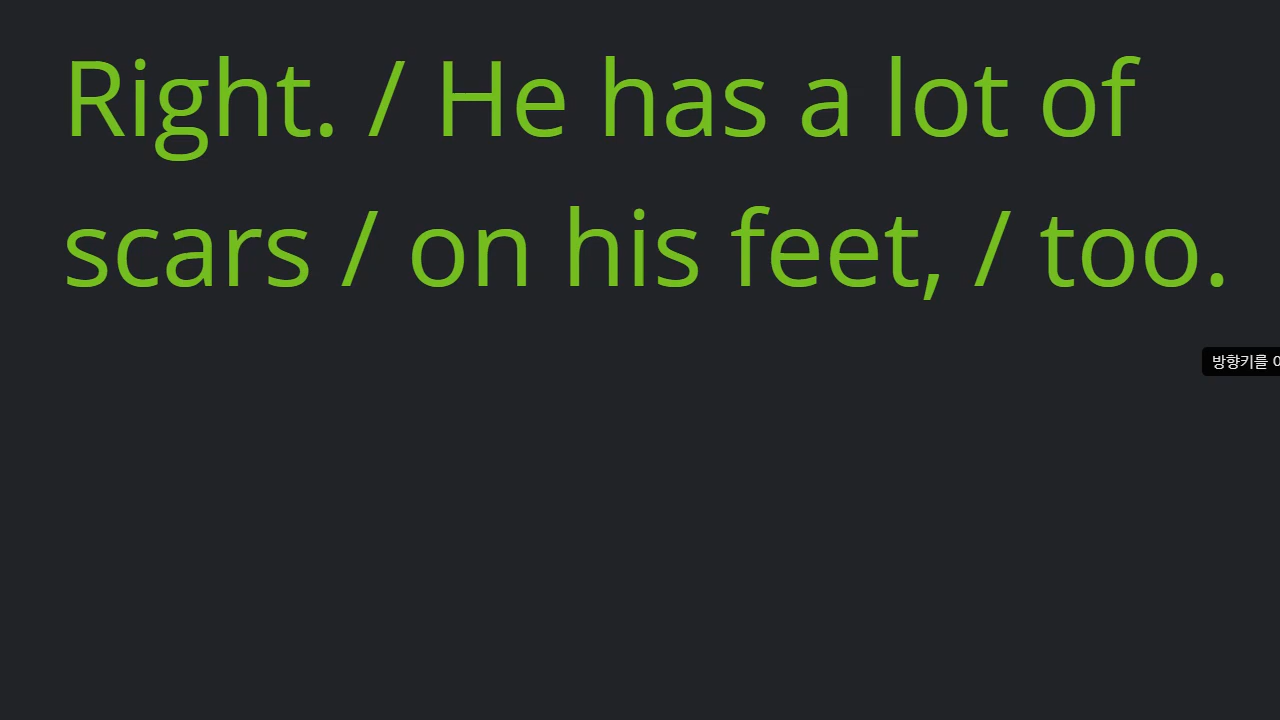 Right. / He has a lot of
scars / on his feet, / too.
방향키를